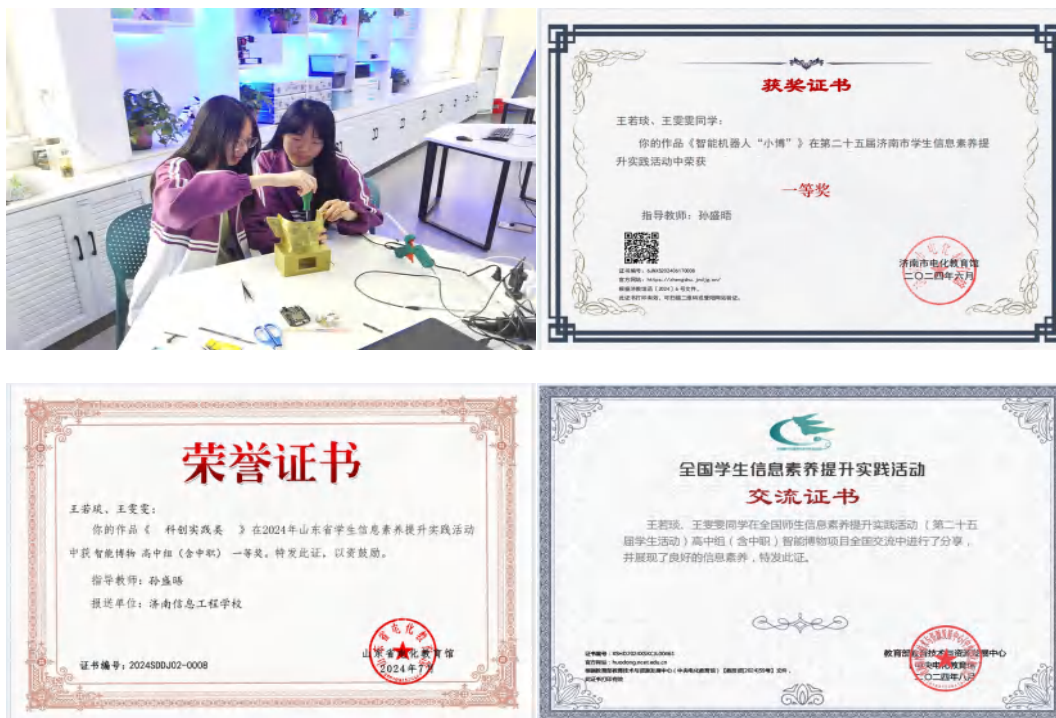 获奖证书
王若琰、王雯雯同学：
你的作品《智能机器人“小博”》在第二十五届济南市学生信息素养提
升实践活动中荣获
一等奖
指导教师：孙盛晤
济南市电化教育馆
二〇二四年六月
荣誉证书
王若琰、王雯雯：
你的作品《 科创实践类 》在2024年山东省学生信息素养提升实践活动
中获 智能博物 高中组（含中职） 一等奖。特发此证，以资鼓励。
指导教师：孙盛晤
报送单位：济南信息工程学校
山东省电化教育馆
2024年7月
证书编号：2024SDDJ02-0008
全国学生信息素养提升实践活动
交流证书
王若琰、王雯雯同学在全国师生信息素养提升实践活动（第二十五
届学生活动）高中组（含中职）智能博物项目全国交流中进行了分享，
并展现了良好的信息素养，特发此证。
中央电化教育馆
二〇二四年八月